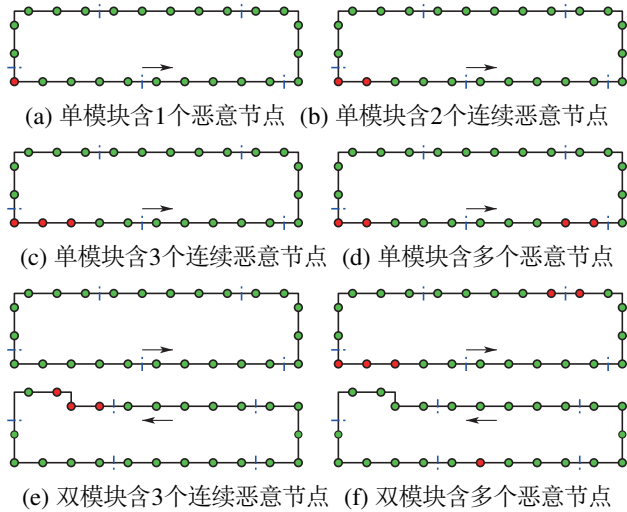 (a) 单模块含1个恶意节点 (b) 单模块含2个连续恶意节点
(c) 单模块含3个连续恶意节点 (d) 单模块含多个恶意节点
(e) 双模块含3个连续恶意节点 (f) 双模块含多个恶意节点